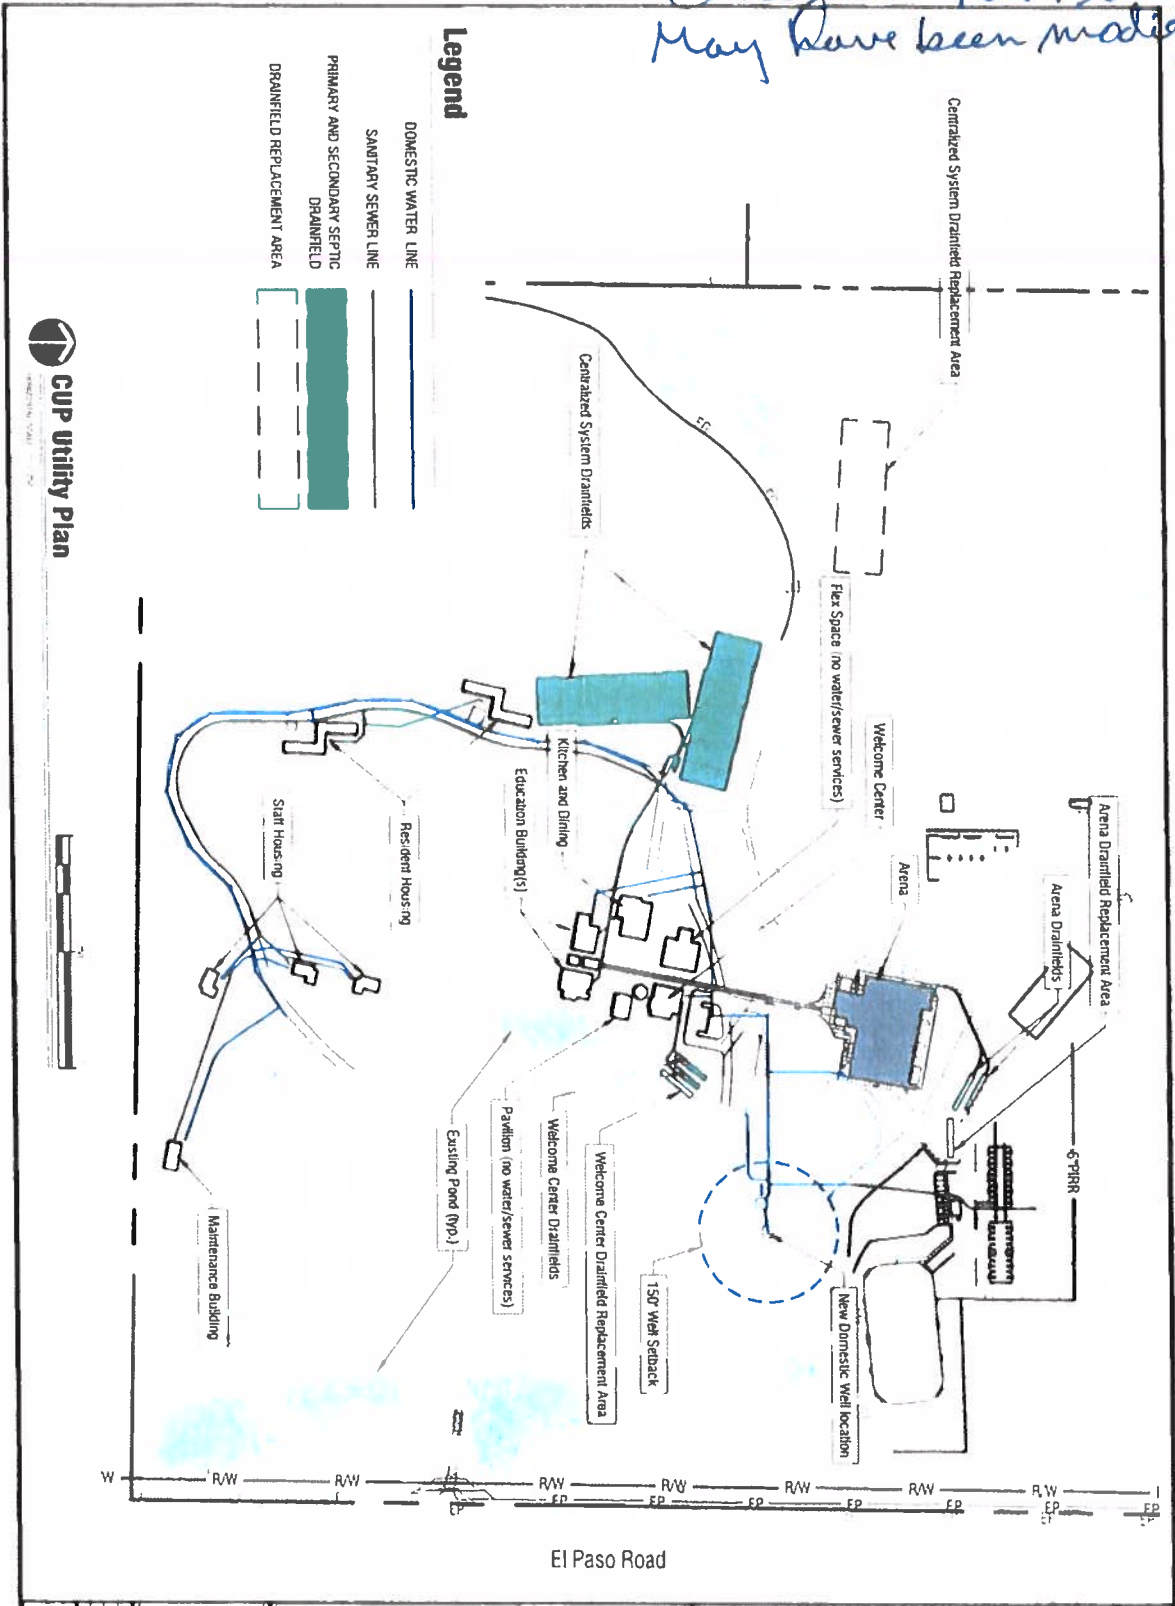 May have been
Legend
DOMESTIC WATER LINE
SANITARY SEWER LINE
PRIMARY AND SECONDARY SEPTIC
DRAINFIELD
DRAINFIELD REPLACEMENT AREA
CUP Utility Plan
Centralized System Drainfield Replacement Area
Centralized System Drainfields
Flex Space (no water/sewer services)
Welcome Center
Kitchen and Dining
Education Building(s)
Resident Housing
Staff Housing
Arena
Arena Drainfields
Arena Drainfield Replacement Area
6" PIRR
New Domestic Well location
150' Well Setback
Welcome Center Drainfield Replacement Area
Welcome Center Drainfields
Pavilion (no water/sewer services)
Existing Pond (typ.)
Maintenance Building
W R/W R/W R/W R/W R/W R/W R/W
EP EP EP EP EP EP EP EP
El Paso Road